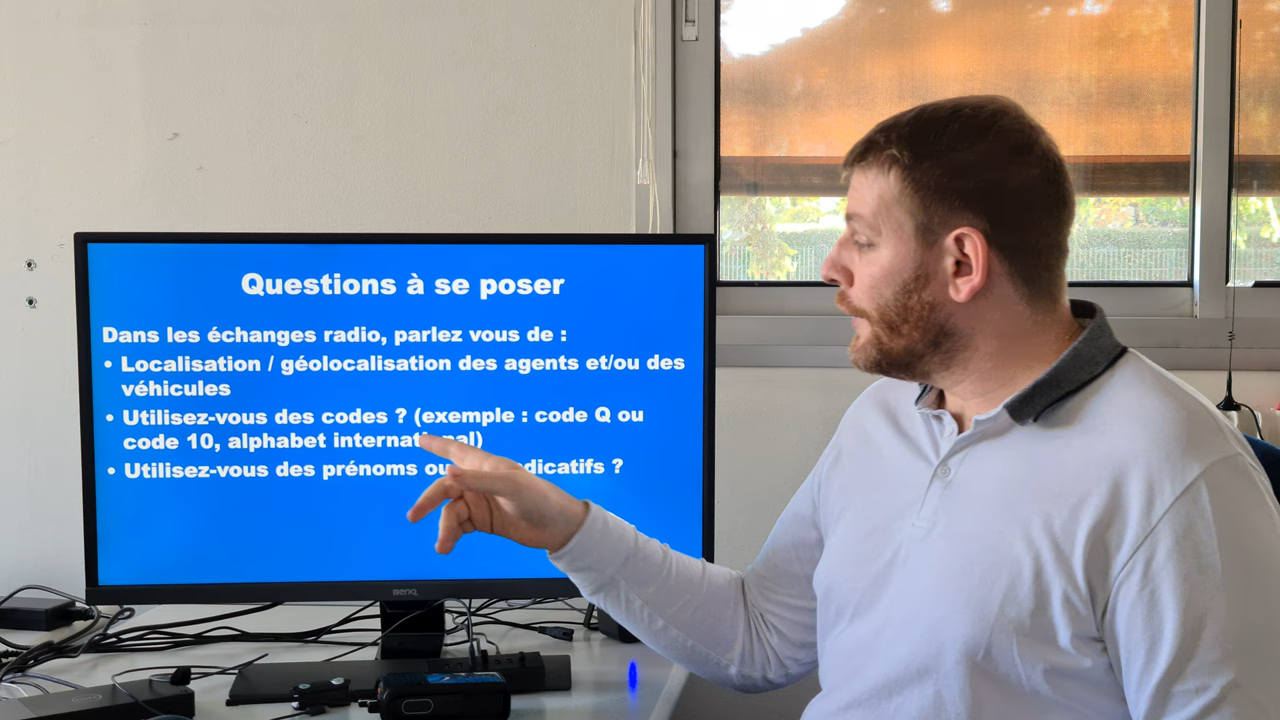 Questions à se poser
Dans les échanges radio, parlez vous de :
• Localisation / géolocalisation des agents et/ou des
véhicules
• Utilisez-vous des codes ? (exemple : code Q ou
code 10, alphabet international)
• Utilisez-vous des prénoms ou ?
BenQ